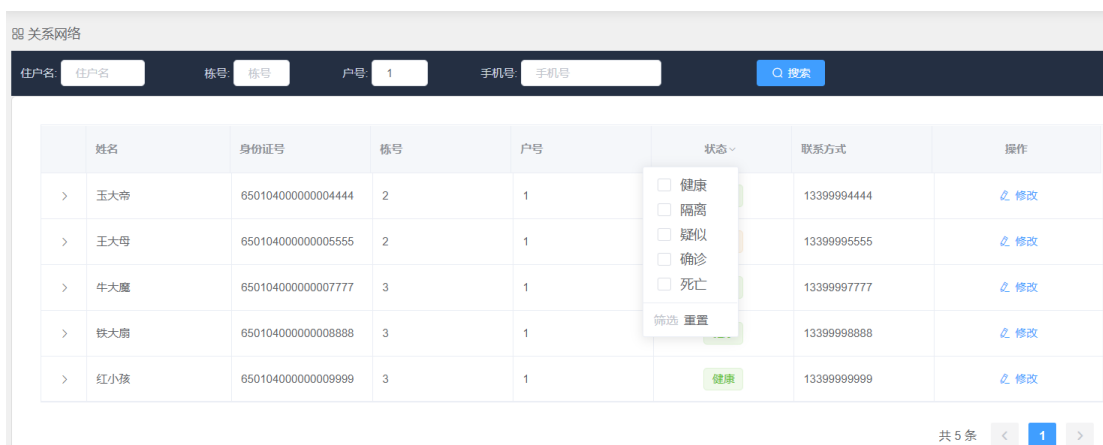 关系网络
住户名: 住户名 栋号: 栋号 户号: 1 手机号: 手机号 搜索
姓名 身份证号 栋号 户号 状态 联系方式 操作
玉大帝 650104000000004444 2 1 13399994444 修改
王大母 650104000000005555 2 1 13399995555 修改
牛大魔 650104000000007777 3 1 13399997777 修改
铁大扇 650104000000008888 3 1 13399998888 修改
红小孩 650104000000009999 3 1 健康 13399999999 修改
健康
隔离
疑似
确诊
死亡
筛选 重置
共 5 条 1